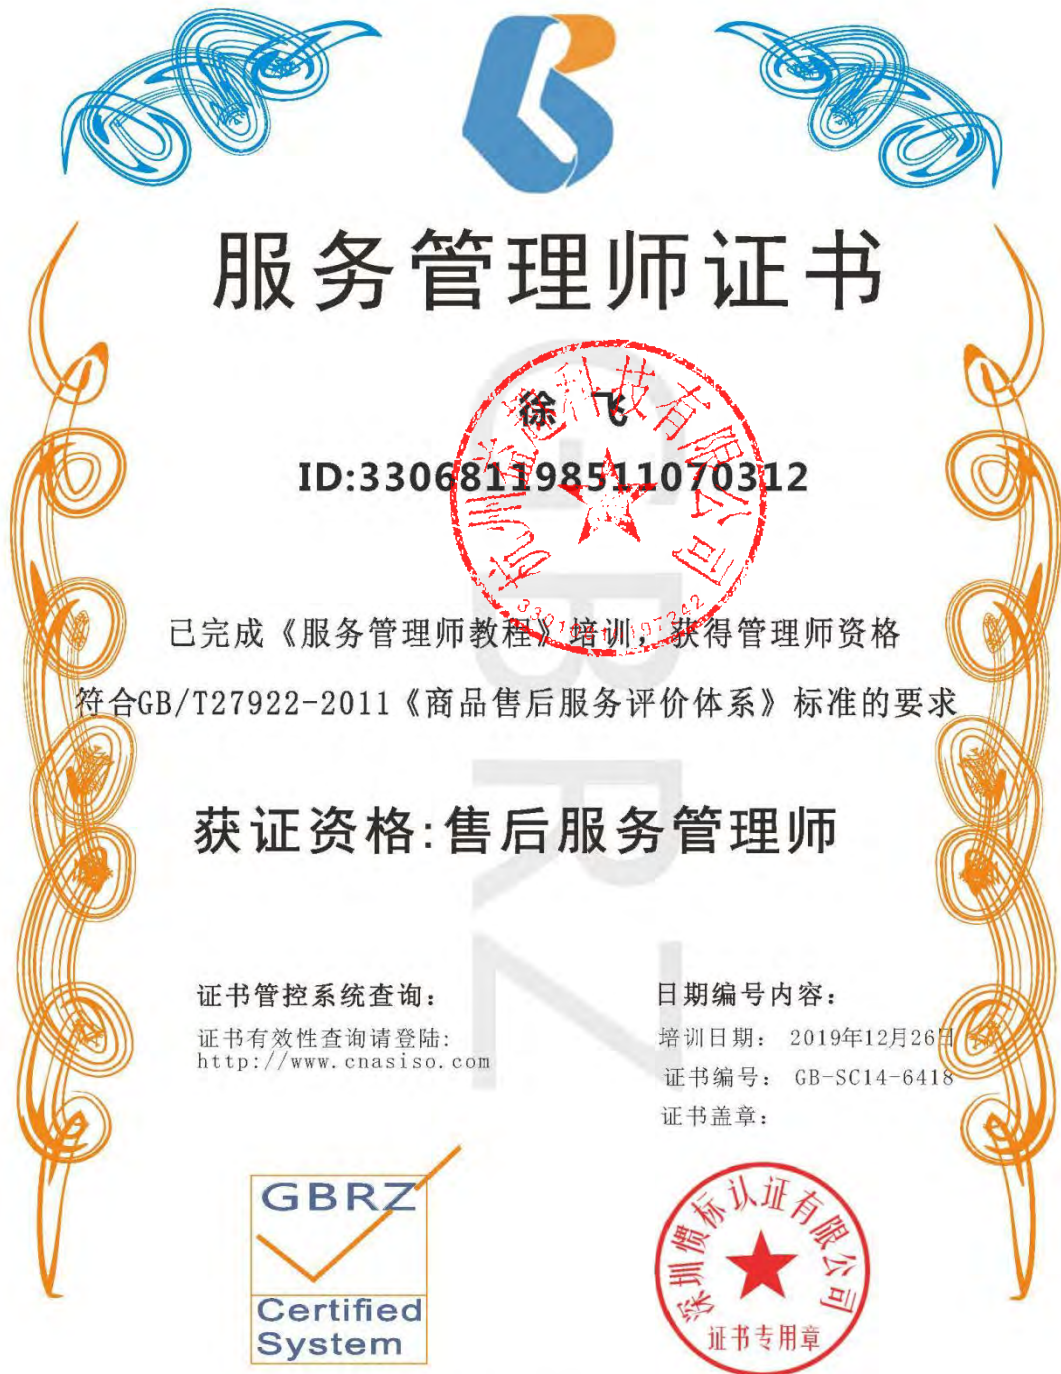 服务管理师证书
徐 飞
ID:330681198511070312
已完成《服务管理师教程》培训，获得管理师资格
符合GB/T27922-2011《商品售后服务评价体系》标准的要求
获证资格:售后服务管理师
证书管控系统查询：
证书有效性查询请登陆:
http://www.cnasiso.com
日期编号内容：
培训日期： 2019年12月26日
证书编号： GB-SC14-6418
证书盖章：
GBRZ
Certified
System
深圳惯标认证有限公司
证书专用章
科技有限公司
GBRZ